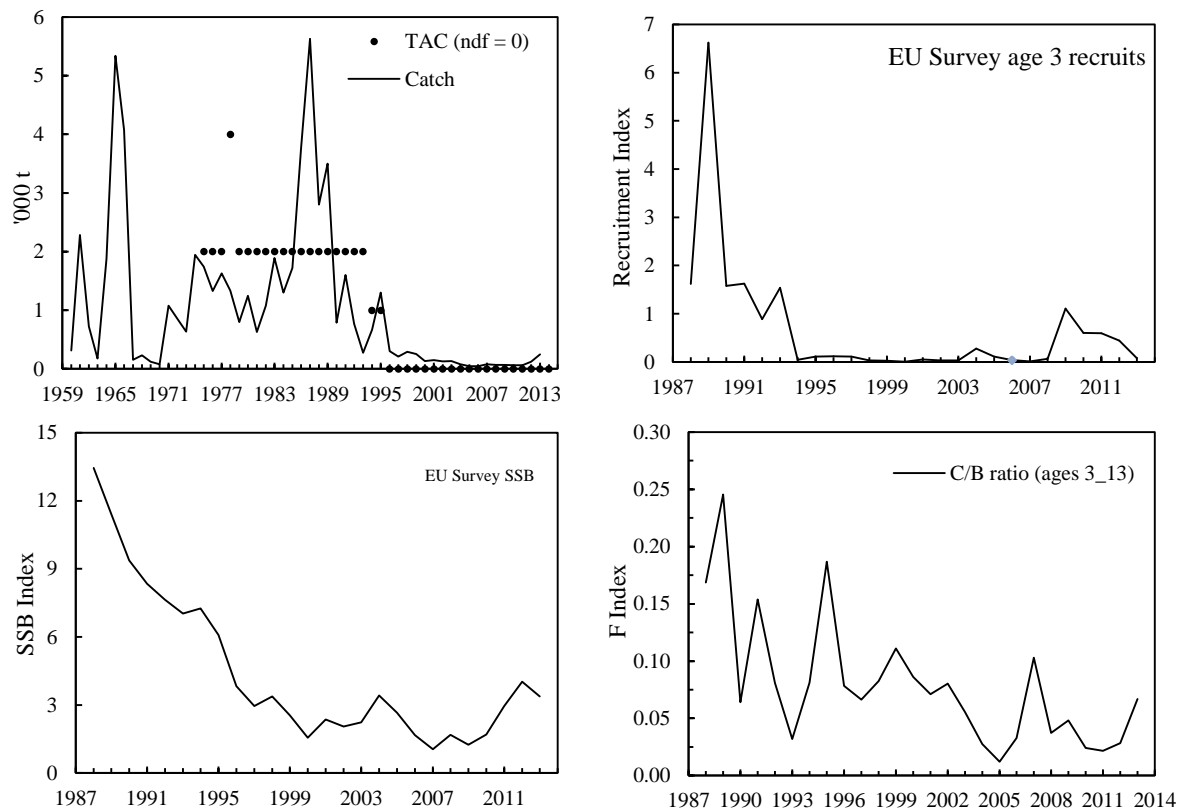 6
5
4
3
2
1
0
'000 t
TAC (ndf = 0)
Catch
1959 1965 1971 1977 1983 1989 1995 2001 2007 2013
7
6
5
4
3
2
1
0
Recruitment Index
EU Survey age 3 recruits
1987 1991 1995 1999 2003 2007 2011
15
12
9
6
3
0
SSB Index
EU Survey SSB
1987 1991 1995 1999 2003 2007 2011
0.30
0.25
0.20
0.15
0.10
0.05
0.00
F Index
C/B ratio (ages 3_13)
1987 1990 1993 1996 1999 2002 2005 2008 2011 2014